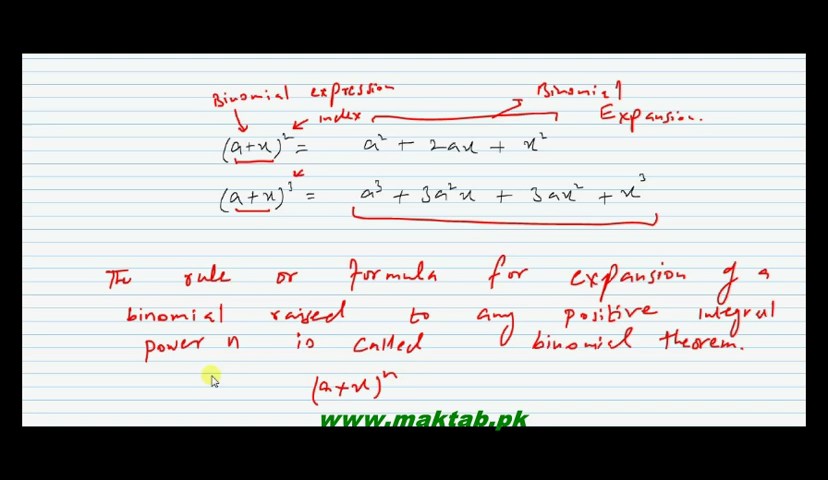 Binomial expression
Binomial
Expansion.
index
(a+x)² = a² + 2ax + x²
(a+x)³ = a³ + 3a²x + 3ax² + x³
The rule or formula for expansion of a
binomial raised to any positive integral
power n is called binomial theorem.
(a+x)ⁿ
www.maktab.pk